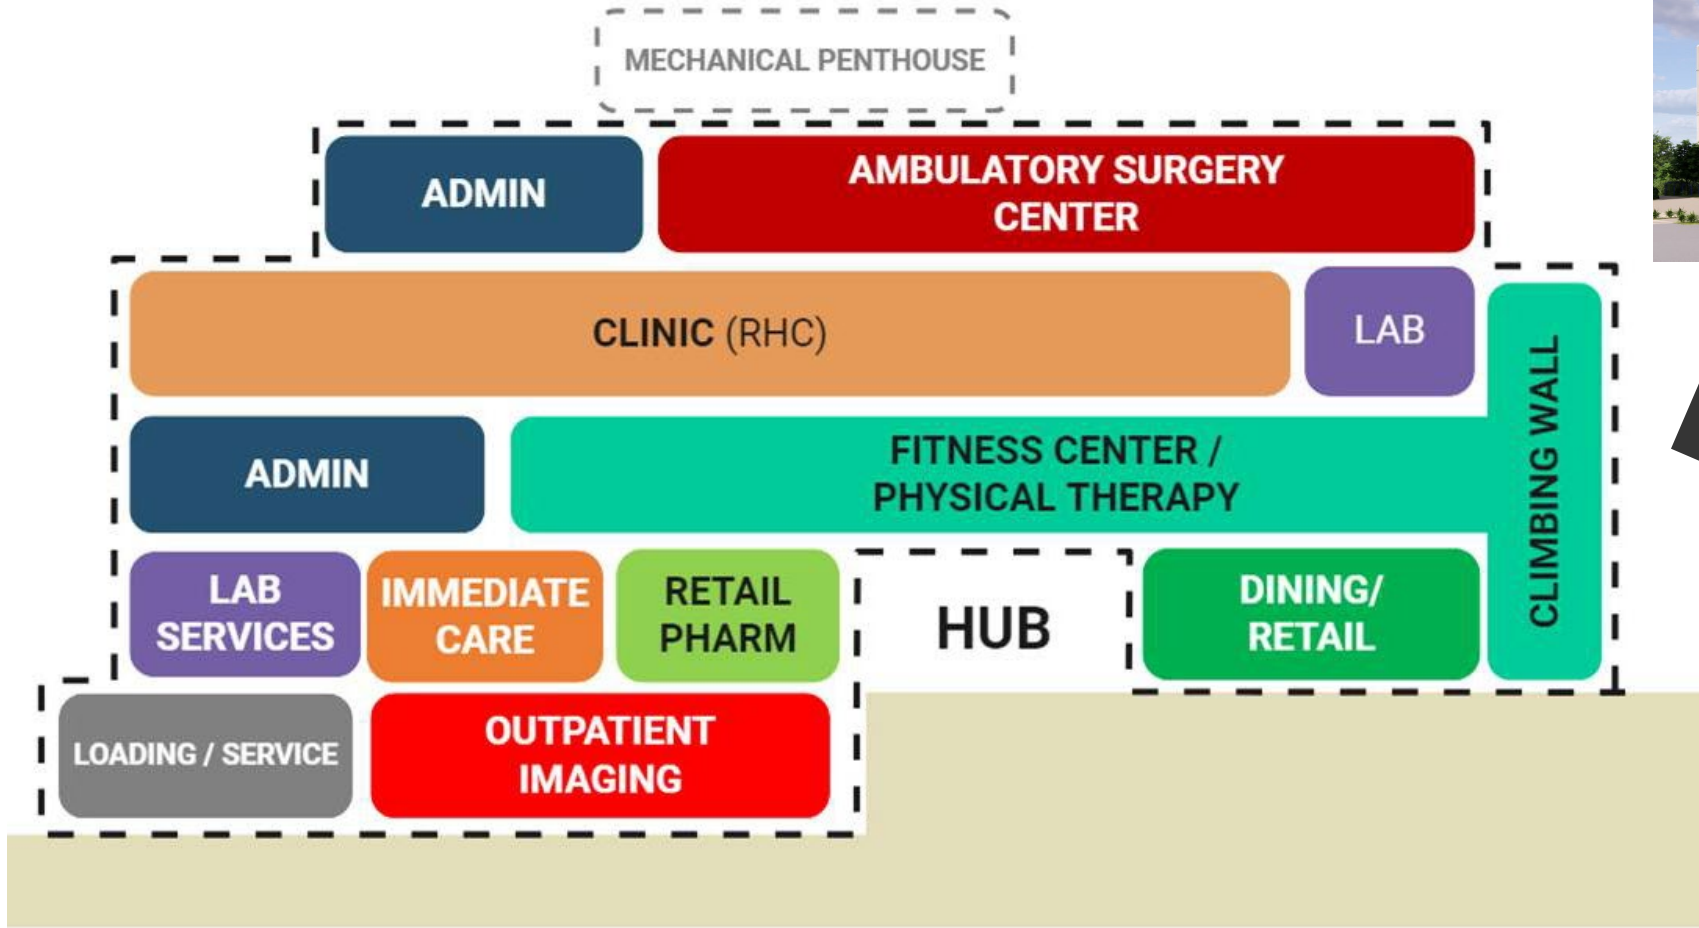 MECHANICAL PENTHOUSE
ADMIN
AMBULATORY SURGERY
CENTER
CLINIC (RHC)
LAB
CLIMBING WALL
ADMIN
FITNESS CENTER /
PHYSICAL THERAPY
LAB
SERVICES
IMMEDIATE
CARE
RETAIL
PHARM
HUB
DINING/
RETAIL
LOADING / SERVICE
OUTPATIENT
IMAGING